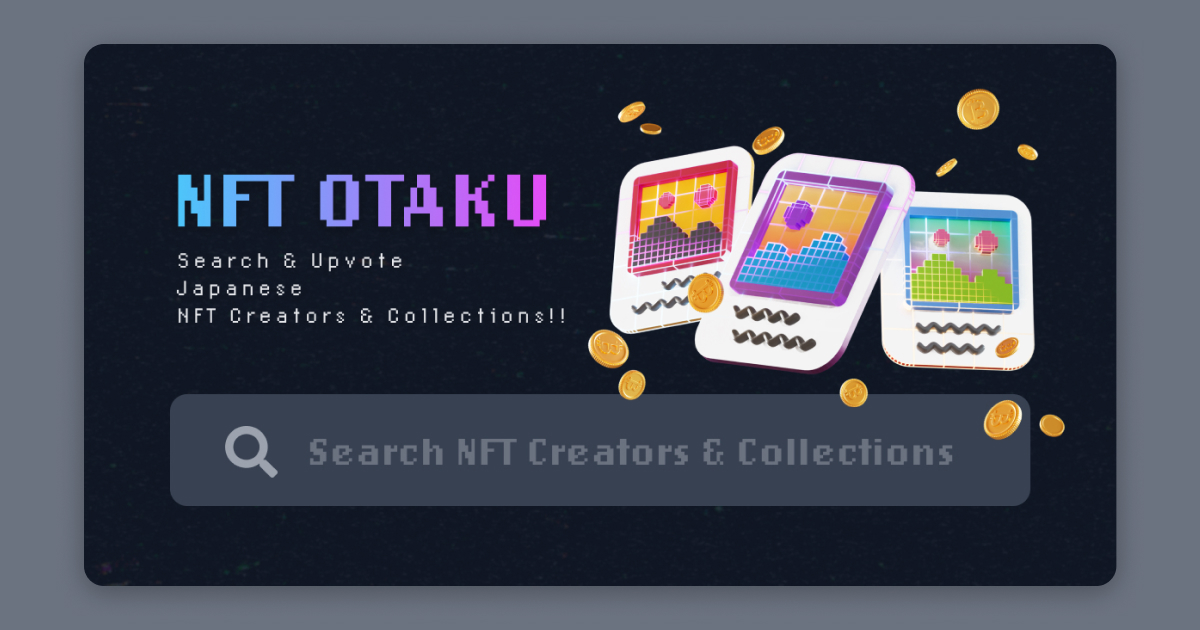 NFT OTAKU
Search & Upvote
Japanese
NFT Creators & Collections!!
Search NFT Creators & Collections